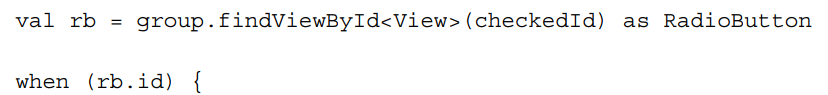 val rb = group.findViewById<View>(checkedId) as RadioButton
when (rb.id) {